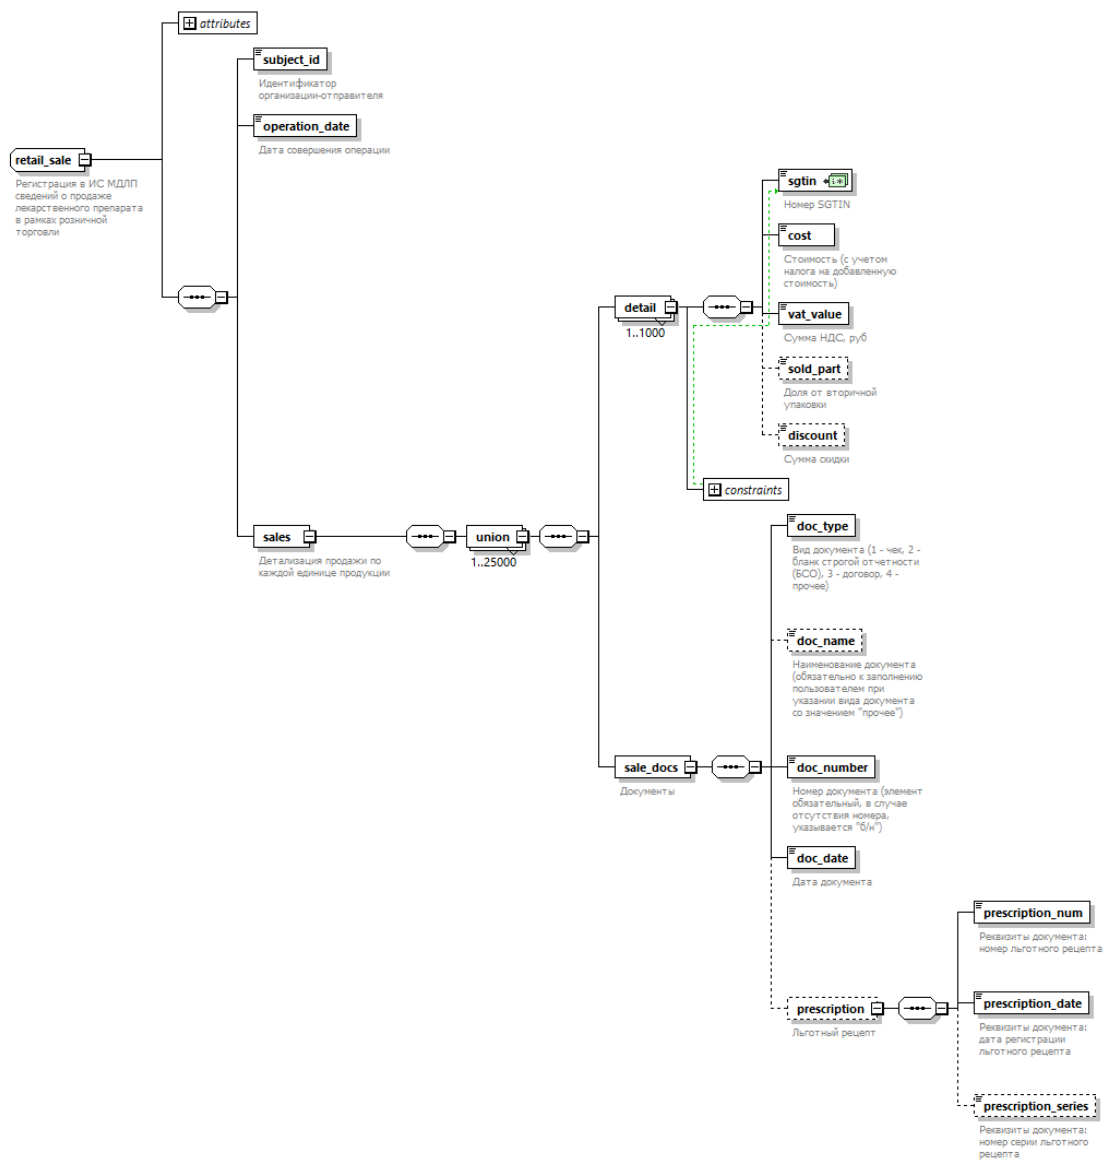 attributes
subject_id
Идентификатор
организации-отправителя
operation_date
Дата совершения операции
retail_sale
Регистрация в ИС МДЛП
сведений о продаже
лекарственного препарата
в рамках розничной
торговли
sgtin
Номер SGTIN
cost
Стоимость (с учетом
налога на добавленную
стоимость)
detail
1..1000
vat_value
Сумма НДС, руб
sold_part
Доля от вторичной
упаковки
discount
Сумма скидки
constraints
sales
Детализация продажи по
каждой единице продукции
union
1..25000
doc_type
Вид документа (1 - чек, 2 -
бланк строгой отчетности
(БСО), 3 - договор, 4 -
прочее)
doc_name
Наименование документа
(обязательно к заполнению
пользователем при
указании вида документа
со значением "прочее")
sale_docs
Документы
doc_number
Номер документа (элемент
обязательный, в случае
отсутствия номера,
указывается "б/н")
doc_date
Дата документа
prescription
Льготный рецепт
prescription_num
Реквизиты документа:
номер льготного рецепта
prescription_date
Реквизиты документа:
дата регистрации
льготного рецепта
prescription_series
Реквизиты документа:
номер серии льготного
рецепта